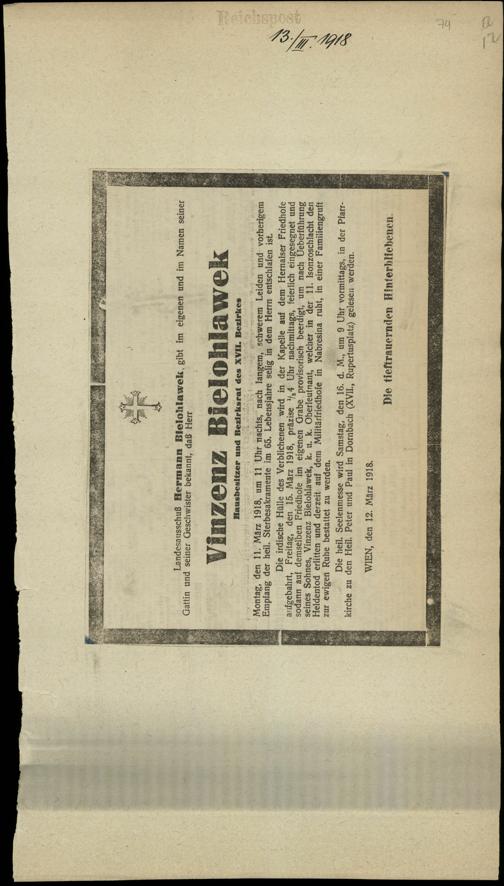 Reichspost
13./III. 1918
74
Landesausschuß Hermann Bielohlawek gibt im eigenen und im Namen seiner
Gattin und seiner Geschwister bekannt, daß Herr
Vinzenz Bielohlawek
Hausbesitzer und Bezirksrat des XVII. Bezirkes
Montag, den 11. März 1918, um 11 Uhr nachts, nach langem, schwerem Leiden und vorherigem
Empfang der heil. Sterbesakramente im 65. Lebensjahre selig in dem Herrn entschlafen ist.
Die irdische Hülle des Verblichenen wird in der Kapelle auf dem Hernalser Friedhofe
aufgebahrt, Freitag, den 15. März 1918, präzise 3/4 Uhr nachmittags, feierlich eingesegnet und
sodann auf demselben Friedhofe im eigenen Grabe provisorisch beerdigt, um nach Ueberführung
seines Sohnes, Vinzenz Bielohlawek, k. u. k. Oberleutnant, welcher in der 11. Isonzoschlacht den
Heldentod erlitten und derzeit auf dem Militärfriedhofe in Nabresina ruht, in einer Familiengruft
zur ewigen Ruhe bestattet zu werden.
Die heil. Seelenmesse wird Samstag, den 16. d. M., um 9 Uhr vormittags, in der Pfarr-
kirche zu den Heil. Peter und Paul in Dornbach (XVII., Rupertusplatz) gelesen werden.
WIEN, den 12. März 1918.
Die tieftrauernden Hinterbliebenen.